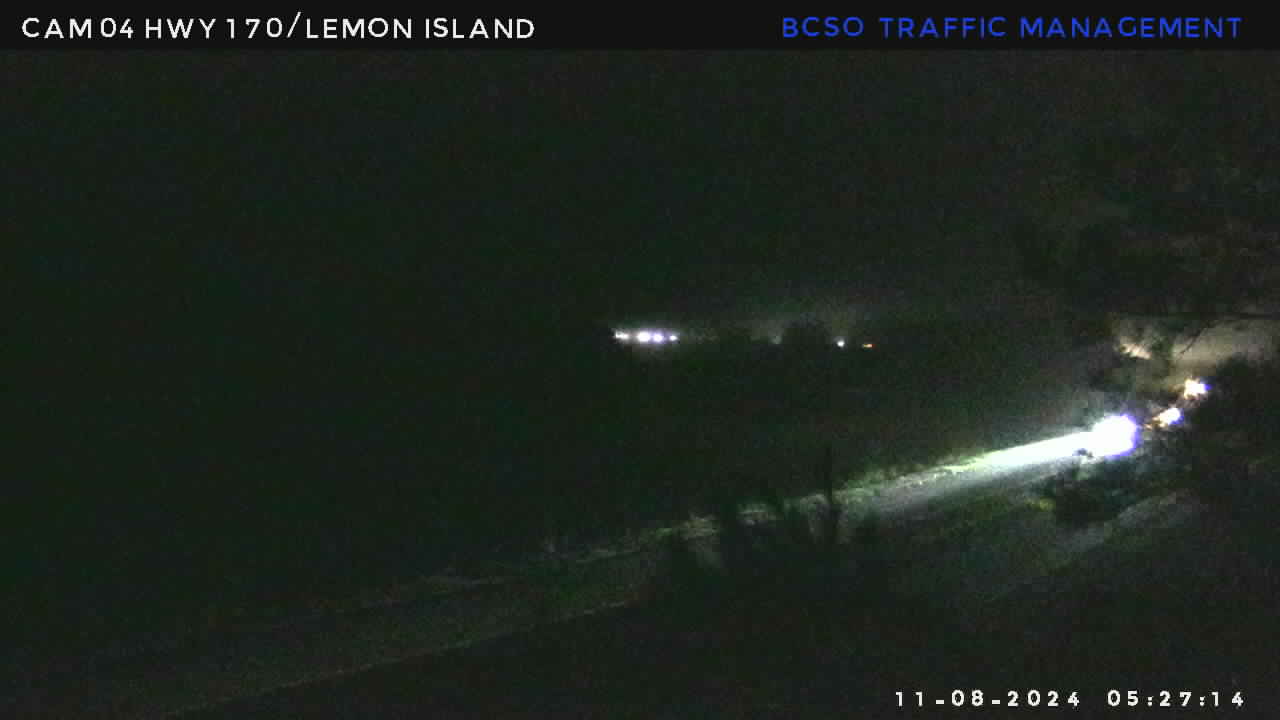 CAM04 HWY 170/LEMON ISLAND
BCSO TRAFFIC MANAGEMENT
11-08-2024 05:27:14